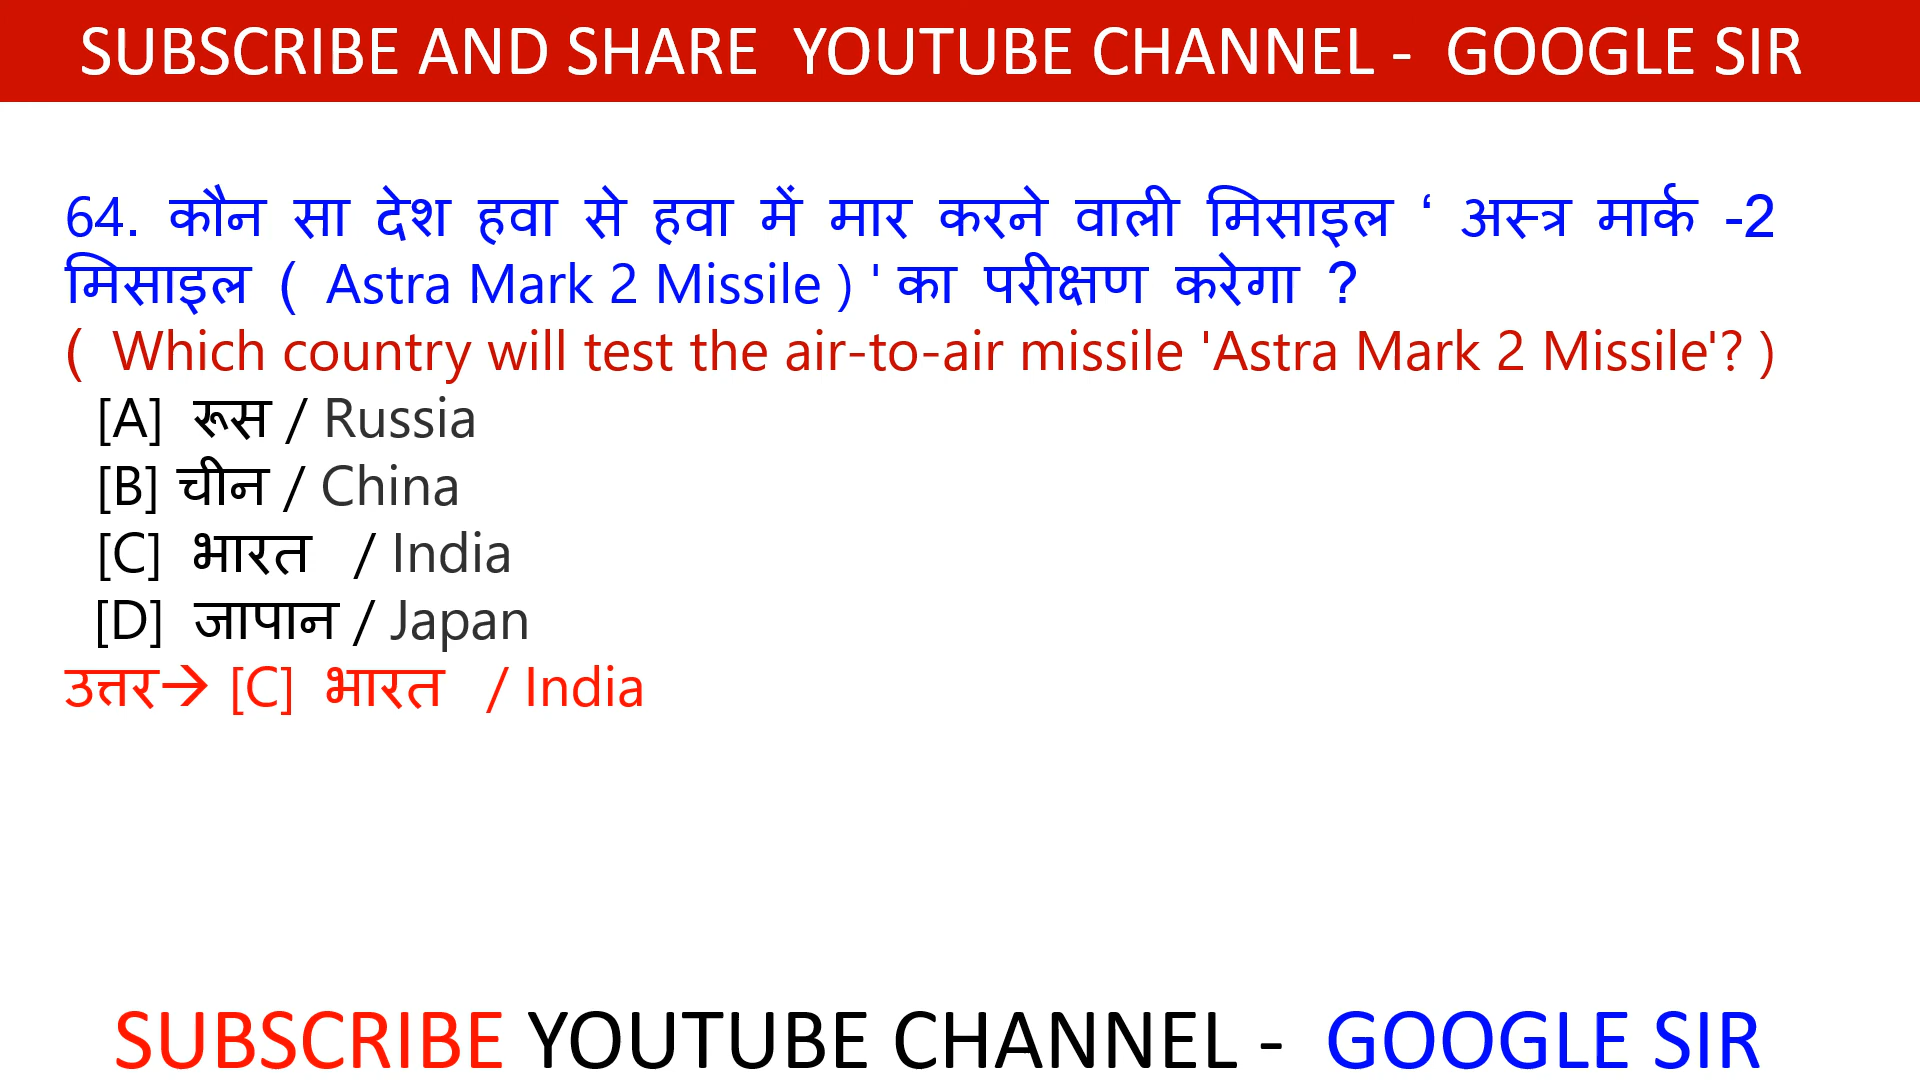 SUBSCRIBE AND SHARE YOUTUBE CHANNEL - GOOGLE SIR
64. कौन सा देश हवा से हवा में मार करने वाली मिसाइल ‘ अस्त्र मार्क -2
मिसाइल ( Astra Mark 2 Missile ) ' का परीक्षण करेगा ?
( Which country will test the air-to-air missile 'Astra Mark 2 Missile'? )
[A] रूस / Russia
[B] चीन / China
[C] भारत / India
[D] जापान / Japan
उत्तर→ [C] भारत / India
SUBSCRIBE YOUTUBE CHANNEL - GOOGLE SIR